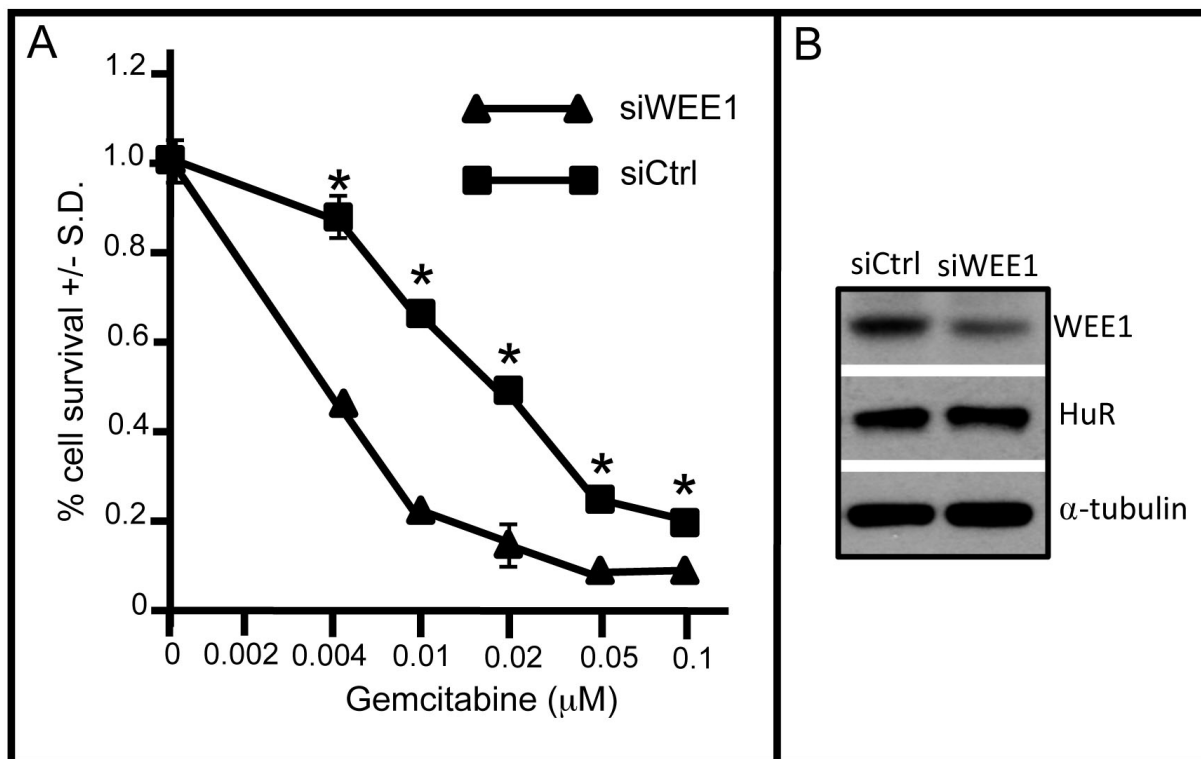 A
% cell survival +/- S.D.
1.2
1.0
0.8
0.6
0.4
0.2
0
siWEE1
siCtrl
*
*
*
*
*
0 0.002 0.004 0.01 0.02 0.05 0.1
Gemcitabine (μM)
B
siCtrl siWEE1
WEE1
HuR
α-tubulin